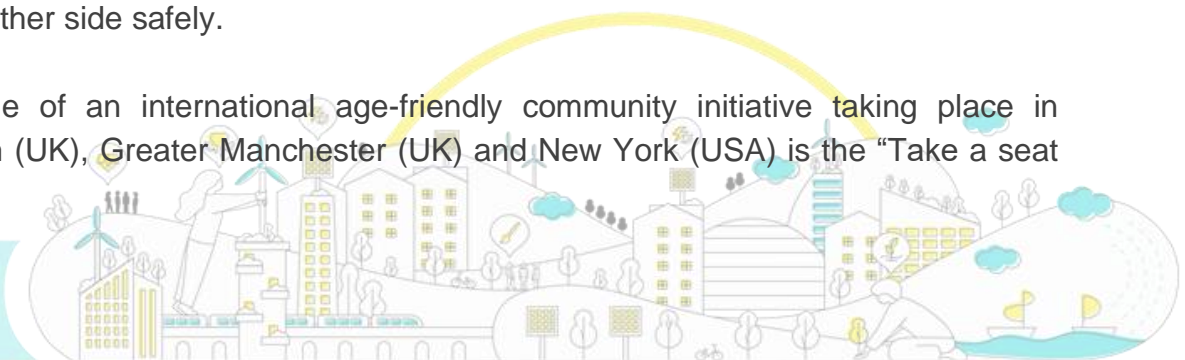 ther side safely.
e of an international age-friendly community initiative taking place in
(UK), Greater Manchester (UK) and New York (USA) is the “Take a seat